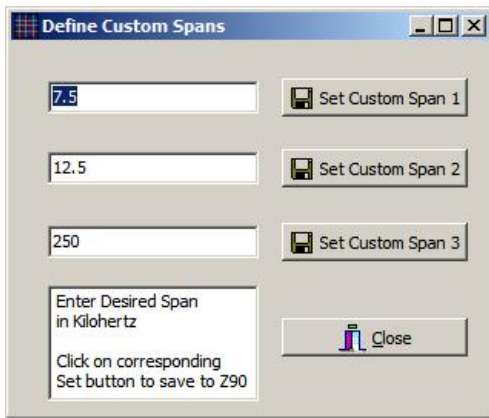 Define Custom Spans
7.5
Set Custom Span 1
12.5
Set Custom Span 2
250
Set Custom Span 3
Enter Desired Span
in Kilohertz
Click on corresponding
Set button to save to Z90
Close